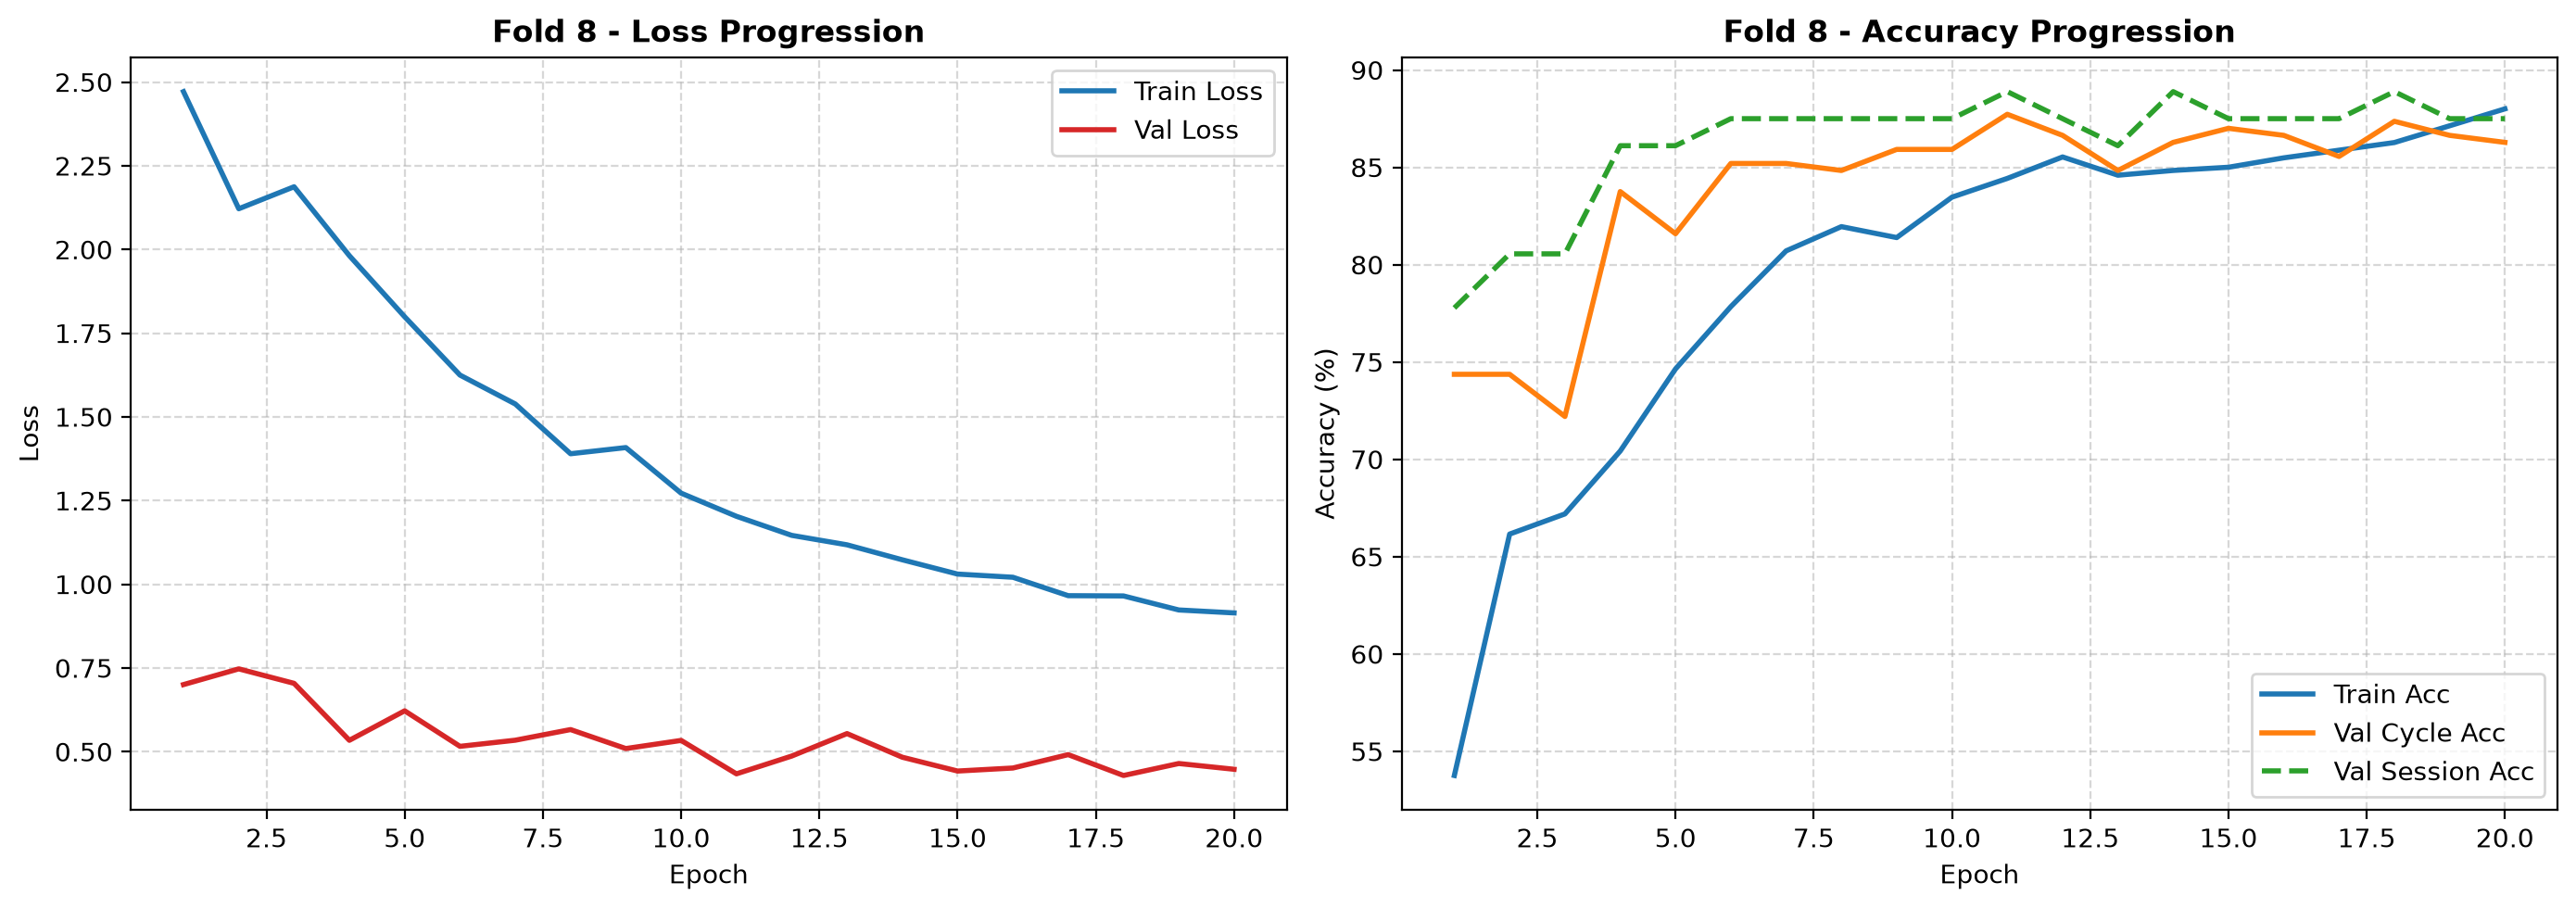 Fold 8 - Loss Progression
2.50
2.25
2.00
1.75
1.50
1.25
1.00
0.75
0.50
Loss
Train Loss
Val Loss
2.5 5.0 7.5 10.0 12.5 15.0 17.5 20.0
Epoch
Fold 8 - Accuracy Progression
90
85
80
75
70
65
60
55
Accuracy (%)
Train Acc
Val Cycle Acc
Val Session Acc
2.5 5.0 7.5 10.0 12.5 15.0 17.5 20.0
Epoch